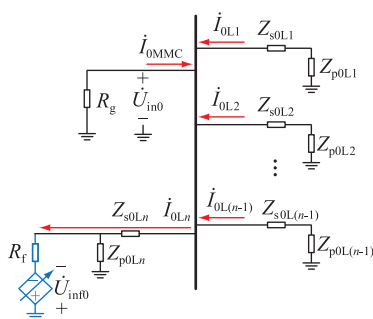 İ0MMC
+
U̇in0
−
Rg
İ0L1
Zs0L1
Zp0L1
İ0L2
Zs0L2
Zp0L2
...
İ0L(n-1)
Zs0L(n-1)
Zp0L(n-1)
Zs0Ln
İ0Ln
Zp0Ln
Rf
−
+
−
U̇inf0
+